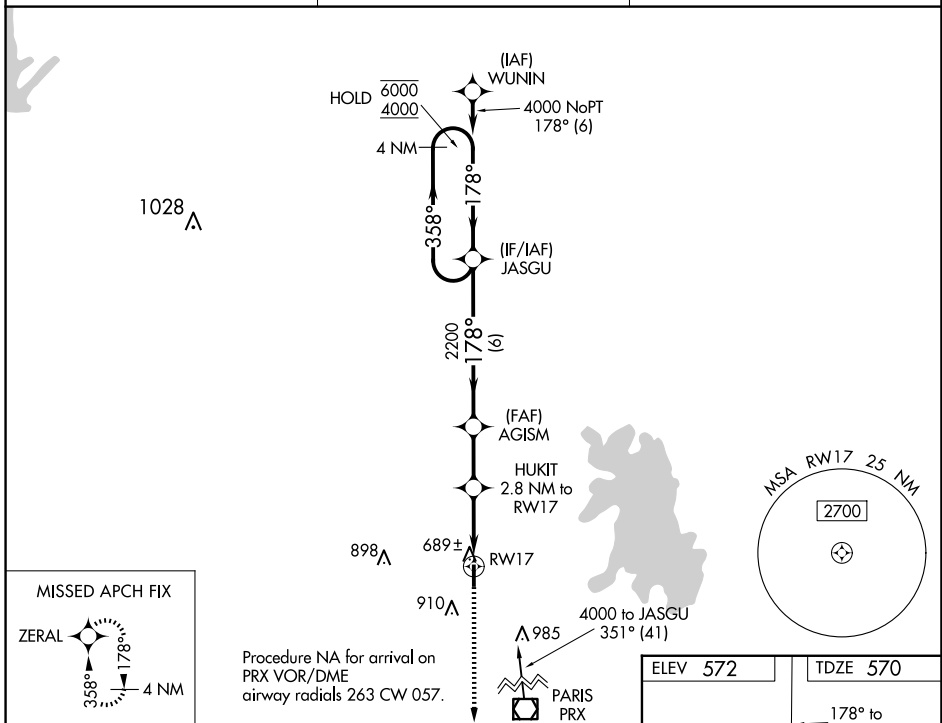 (IAF)
WUNIN
HOLD 6000
4000
4000 NoPT
178° (6)
4 NM
178°
358°
1028
(IF/IAF)
JASGU
2200
178°
(6)
(FAF)
AGISM
HUKIT
2.8 NM to
RW17
MSA RW17 25 NM
2700
898
689±
RW17
910
MISSED APCH FIX
ZERAL
178°
358°
4 NM
985
4000 to JASGU
351° (41)
Procedure NA for arrival on
PRX VOR/DME
airway radials 263 CW 057.
PARIS
PRX
ELEV 572
TDZE 570
178° to